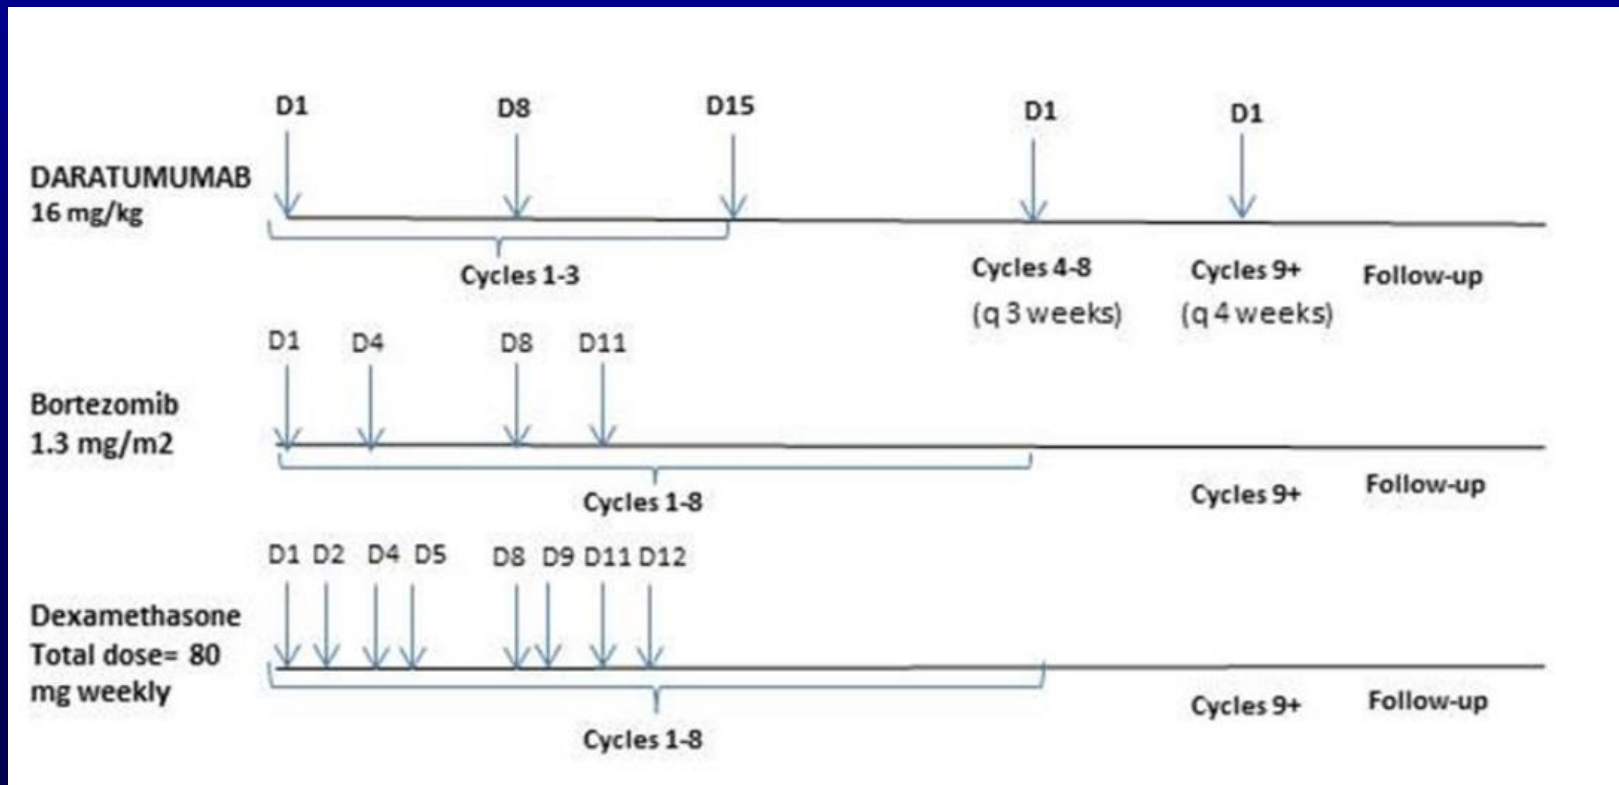 D1 D8 D15 D1 D1
DARATUMUMAB
16 mg/kg
Cycles 1-3
Cycles 4-8
(q 3 weeks)
Cycles 9+
(q 4 weeks)
Follow-up
D1 D4 D8 D11
Bortezomib
1.3 mg/m2
Cycles 1-8
Cycles 9+
Follow-up
D1 D2 D4 D5 D8 D9 D11 D12
Dexamethasone
Total dose= 80
mg weekly
Cycles 1-8
Cycles 9+
Follow-up